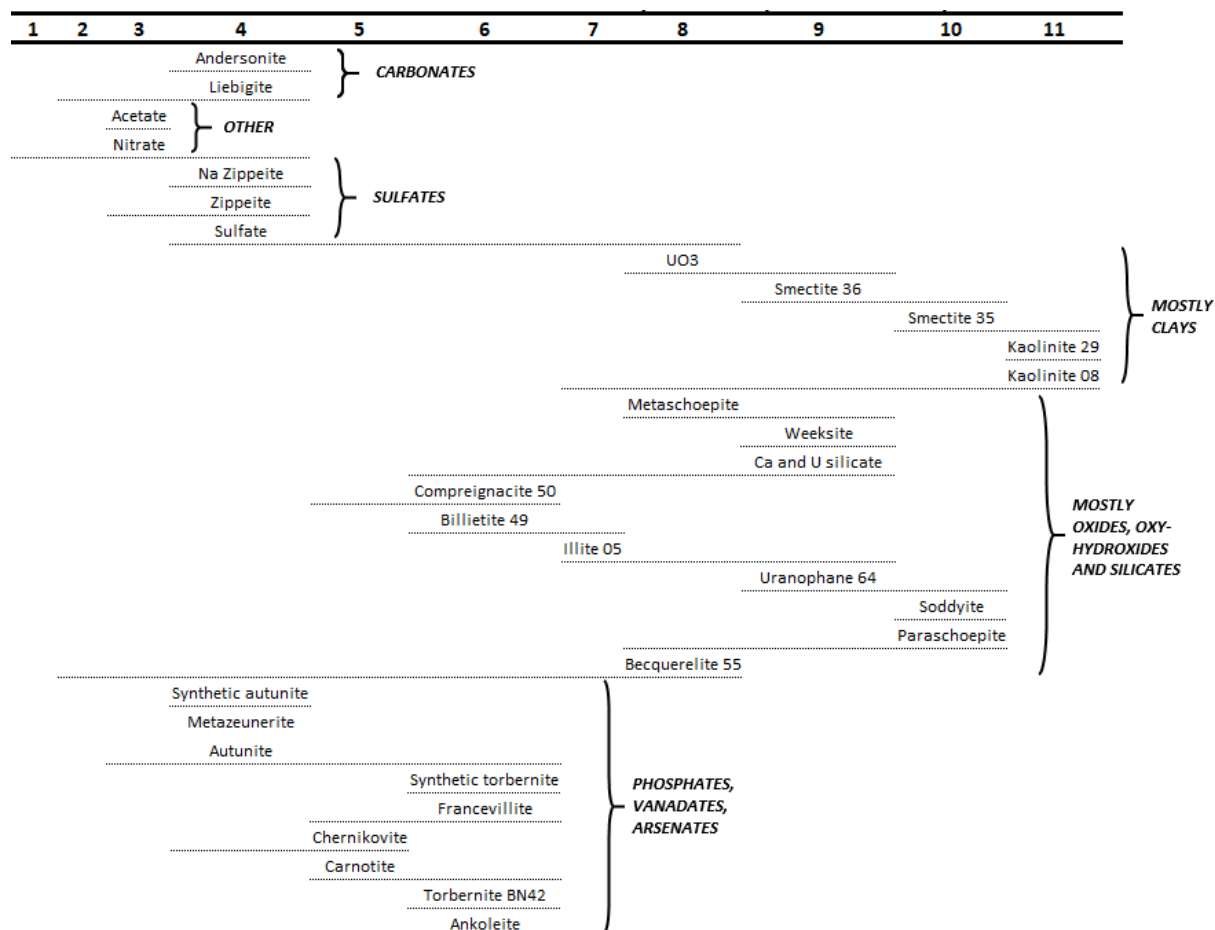 1 2 3 4 5 6 7 8 9 10 11
Andersonite
CARBONATES
Liebigite
Acetate
OTHER
Nitrate
Na Zippeite
SULFATES
Zippeite
Sulfate
UO3
Smectite 36
MOSTLY
CLAYS
Smectite 35
Kaolinite 29
Kaolinite 08
Metaschoepite
Weeksite
Ca and U silicate
Compreignacite 50
MOSTLY
OXIDES, OXY-
HYDROXIDES
AND SILICATES
Billietite 49
Illite 05
Uranophane 64
Soddyite
Paraschoepite
Becquerelite 55
Synthetic autunite
Metazeunerite
Autunite
Synthetic torbernite
PHOSPHATES,
VANADATES,
ARSENATES
Francevillite
Chernikovite
Carnotite
Torbernite BN42
Ankoleite